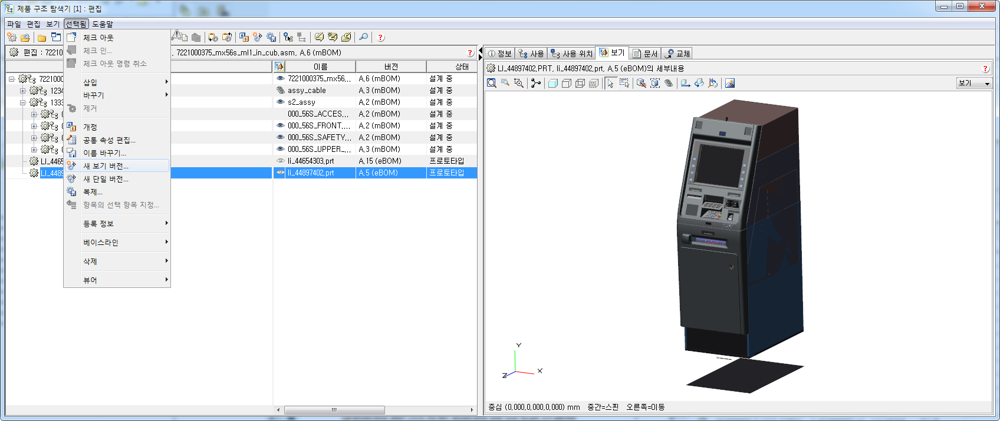 제품 구조 탐색기 [1] : 편집
파일 편집 보기 선택됨 도움말
편집 : 7221000375_mx56s_ml1_in_cub.asm, A.6 (mBOM)
이름 버전 상태
7221000 7221000375_mx56... A.6 (mBOM) 설계 중
1234 assy_cable A.3 (mBOM) 설계 중
1333 s2_assy A.2 (mBOM) 설계 중
000_56S_ACCES... A.2 (mBOM) 설계 중
000_56S_FRONT... A.2 (mBOM) 설계 중
000_56S_SAFETY... A.2 (mBOM) 설계 중
000_56S_UPPER_... A.3 (mBOM) 설계 중
LI_4465 li_44654303.prt A.15 (eBOM) 프로토타입
LI_4489 li_44897402.prt A.5 (eBOM) 프로토타입
체크 아웃
체크 인...
체크 아웃 명령 취소
삽입
바꾸기
제거
개정
공통 속성 편집...
이름 바꾸기...
새 보기 버전...
새 단일 버전...
복제...
항목의 선택 항목 지정...
등록 정보
베이스라인
삭제
뷰어
정보 사용 사용 위치 보기 문서 교체
LI_44897402.PRT, li_44897402.prt, A.5 (eBOM)의 세부내용
보기
Y
X
Z
중심 (0.000,0.000,0.000) mm 중간=스핀 오른쪽=이동